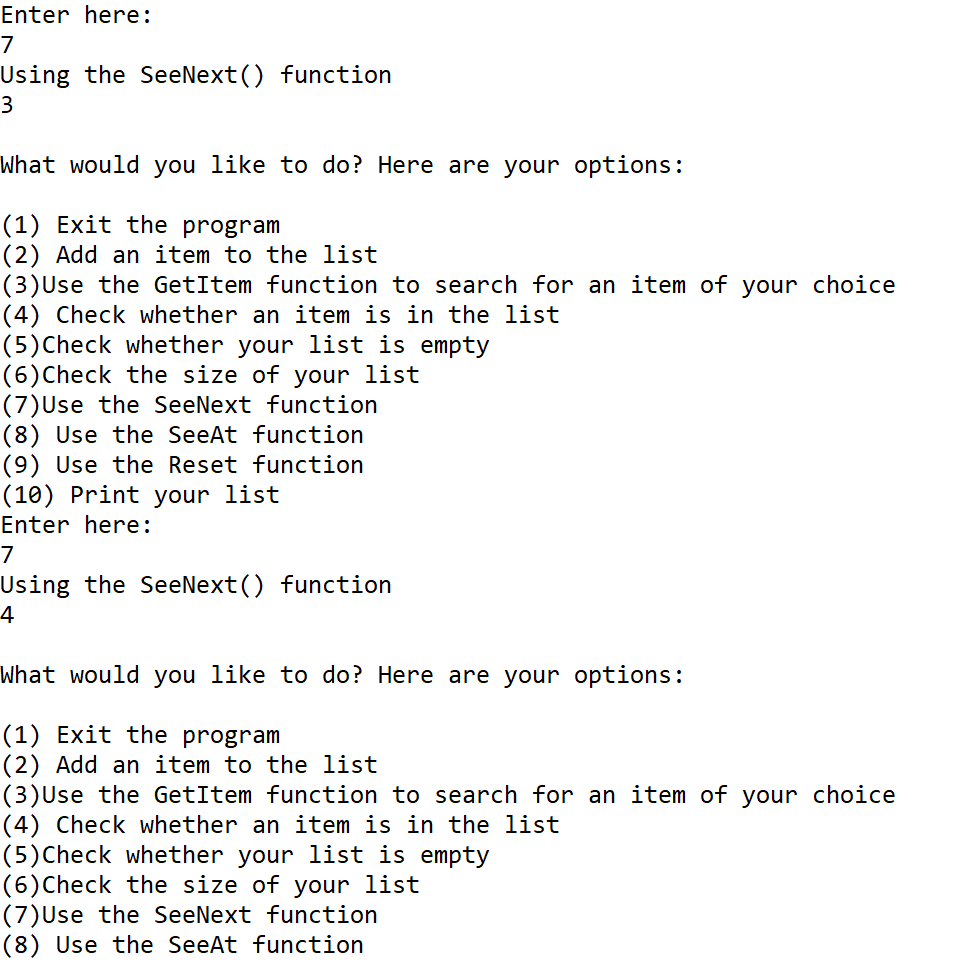 Enter here:
7
Using the SeeNext() function
3
What would you like to do? Here are your options:
(1) Exit the program
(2) Add an item to the list
(3)Use the GetItem function to search for an item of your choice
(4) Check whether an item is in the list
(5)Check whether your list is empty
(6)Check the size of your list
(7)Use the SeeNext function
(8) Use the SeeAt function
(9) Use the Reset function
(10) Print your list
Enter here:
7
Using the SeeNext() function
4
What would you like to do? Here are your options:
(1) Exit the program
(2) Add an item to the list
(3)Use the GetItem function to search for an item of your choice
(4) Check whether an item is in the list
(5)Check whether your list is empty
(6)Check the size of your list
(7)Use the SeeNext function
(8) Use the SeeAt function